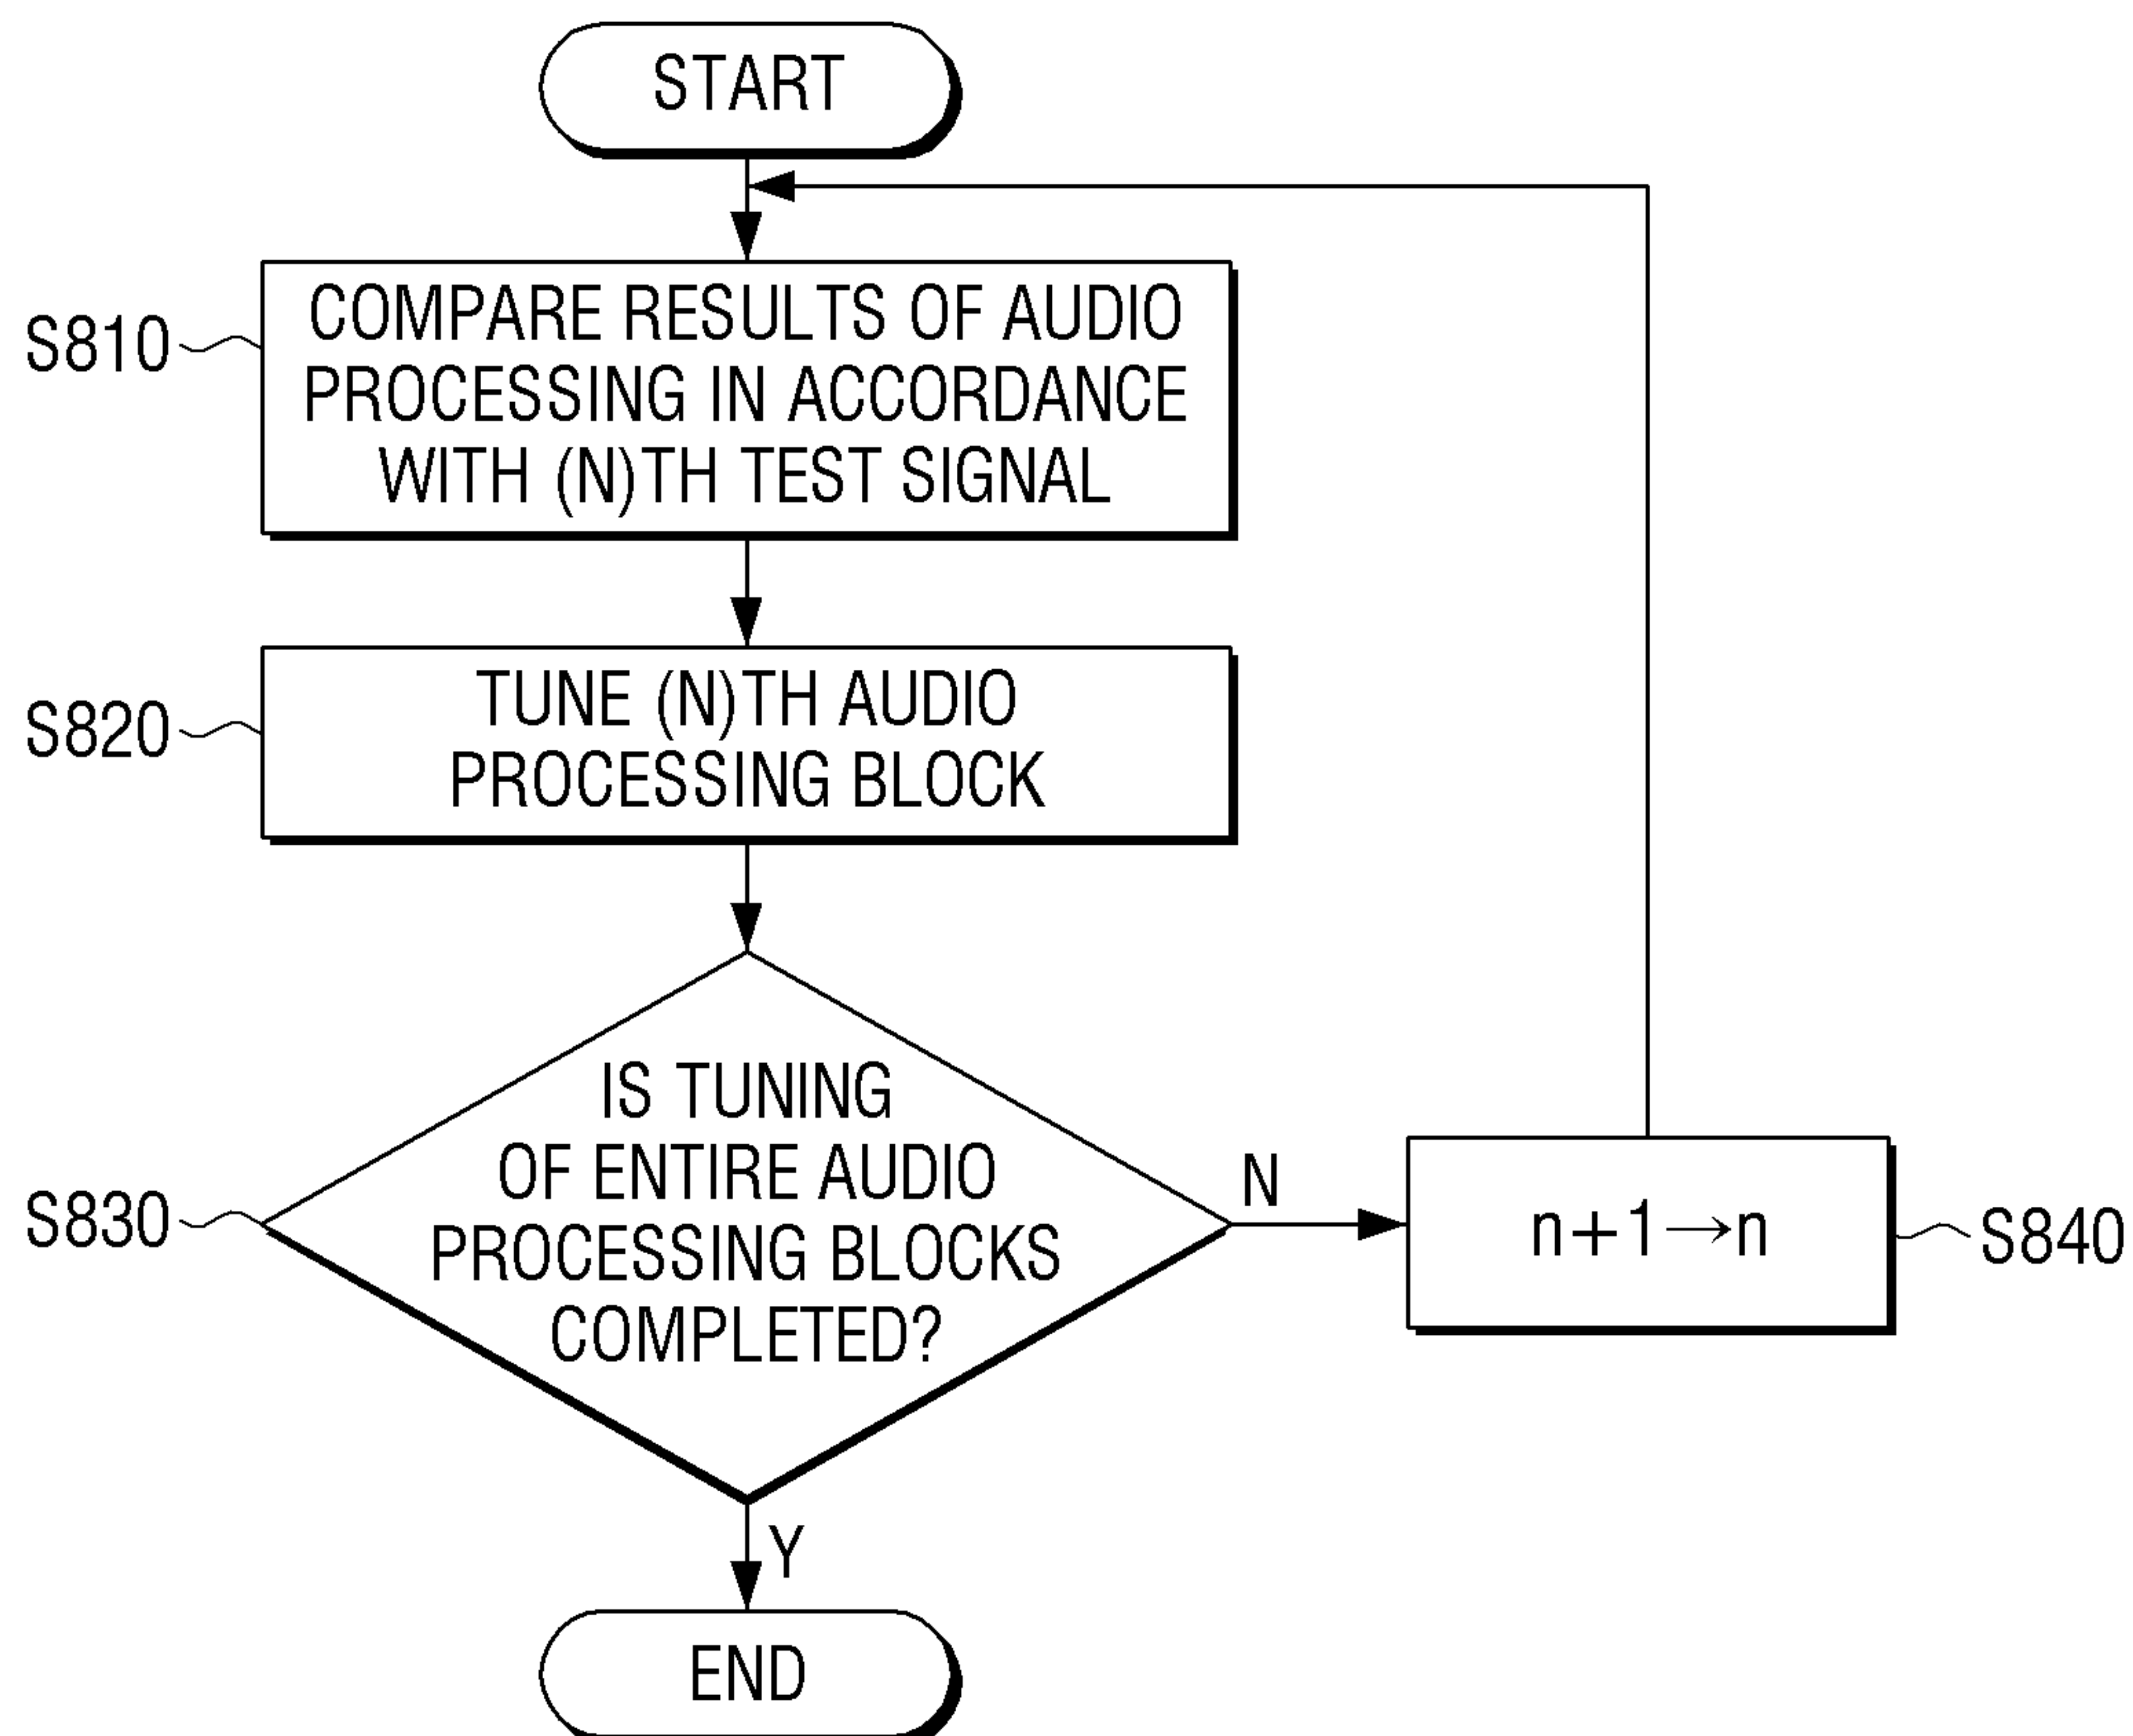 START
S810
COMPARE RESULTS OF AUDIO
PROCESSING IN ACCORDANCE
WITH (N)TH TEST SIGNAL
S820
TUNE (N)TH AUDIO
PROCESSING BLOCK
S830
IS TUNING
OF ENTIRE AUDIO
PROCESSING BLOCKS
COMPLETED?
N
n+1→n
S840
Y
END